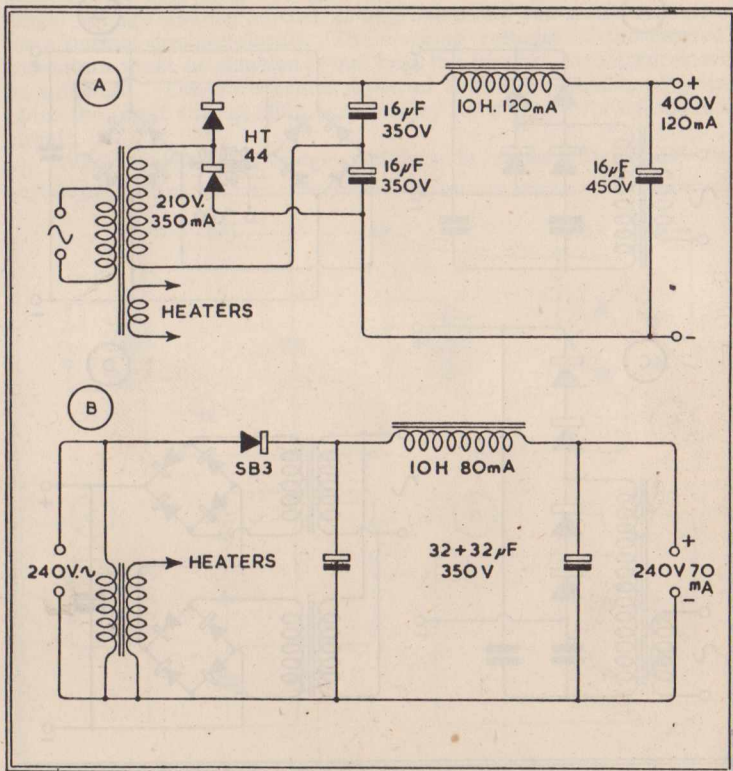 A
HT
44
16µF
350V
10H. 120mA
+
400V
120mA
16µF
350V
16µF
450V
210V.
350mA
HEATERS
-
B
SB3
10H 80mA
240V.~
HEATERS
32+32µF
350V
+
240V 70
mA
-